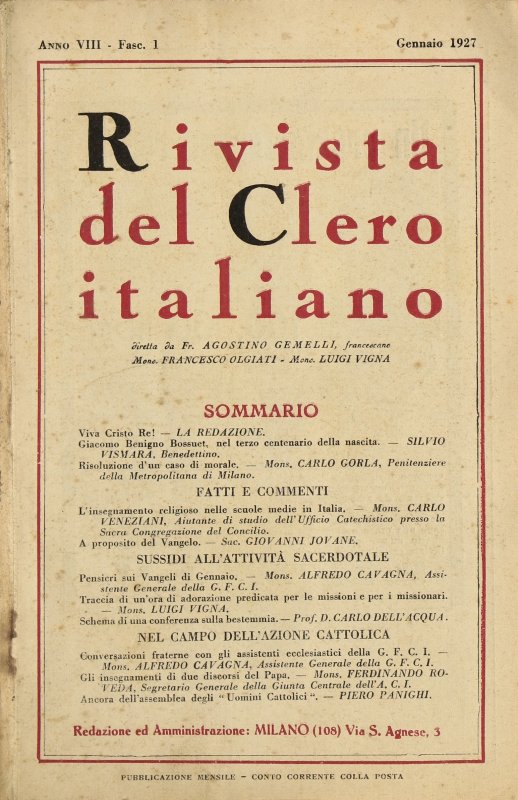 ANNO VIII - Fasc. 1
Gennaio 1927
Rivista
del Clero
italiano
diretta da Fr. AGOSTINO GEMELLI, francescano
Mons. FRANCESCO OLGIATI - Mons. LUIGI VIGNA
SOMMARIO
Viva Cristo Re! — LA REDAZIONE.
Giacomo Benigno Bossuet, nel terzo centenario della nascita. — SILVIO
VISMARA, Benedettino.
Risoluzione d'un caso di morale. — Mons. CARLO GORLA, Penitenziere
della Metropolitana di Milano.
FATTI E COMMENTI
L'insegnamento religioso nelle scuole medie in Italia. — Mons. CARLO
VENEZIANI, Aiutante di studio dell'Ufficio Catechistico presso la
Sacra Congregazione del Concilio.
A proposito del Vangelo. — Sac. GIOVANNI JOVANE.
SUSSIDI ALL'ATTIVITÀ SACERDOTALE
Pensieri sui Vangeli di Gennaio. — Mons. ALFREDO CAVAGNA, Assi-
stente Generale della G. F. C. I.
Traccia di un'ora di adorazione predicata per le missioni e per i missionari.
— Mons. LUIGI VIGNA.
Schema di una conferenza sulla bestemmia. — Prof. D. CARLO DELL'ACQUA.
NEL CAMPO DELL'AZIONE CATTOLICA
Conversazioni fraterne con gli assistenti ecclesiastici della G. F. C. I. —
Mons. ALFREDO CAVAGNA, Assistente Generale della G. F. C. I.
Gli insegnamenti di due discorsi del Papa. — Mons. FERDINANDO RO-
VEDA, Segretario Generale della Giunta Centrale dell'A. C. I.
Ancora dell'assemblea degli "Uomini Cattolici". — PIERO PANIGHI.
Redazione ed Amministrazione: MILANO (108) Via S. Agnese, 3
PUBBLICAZIONE MENSILE - CONTO CORRENTE COLLA POSTA